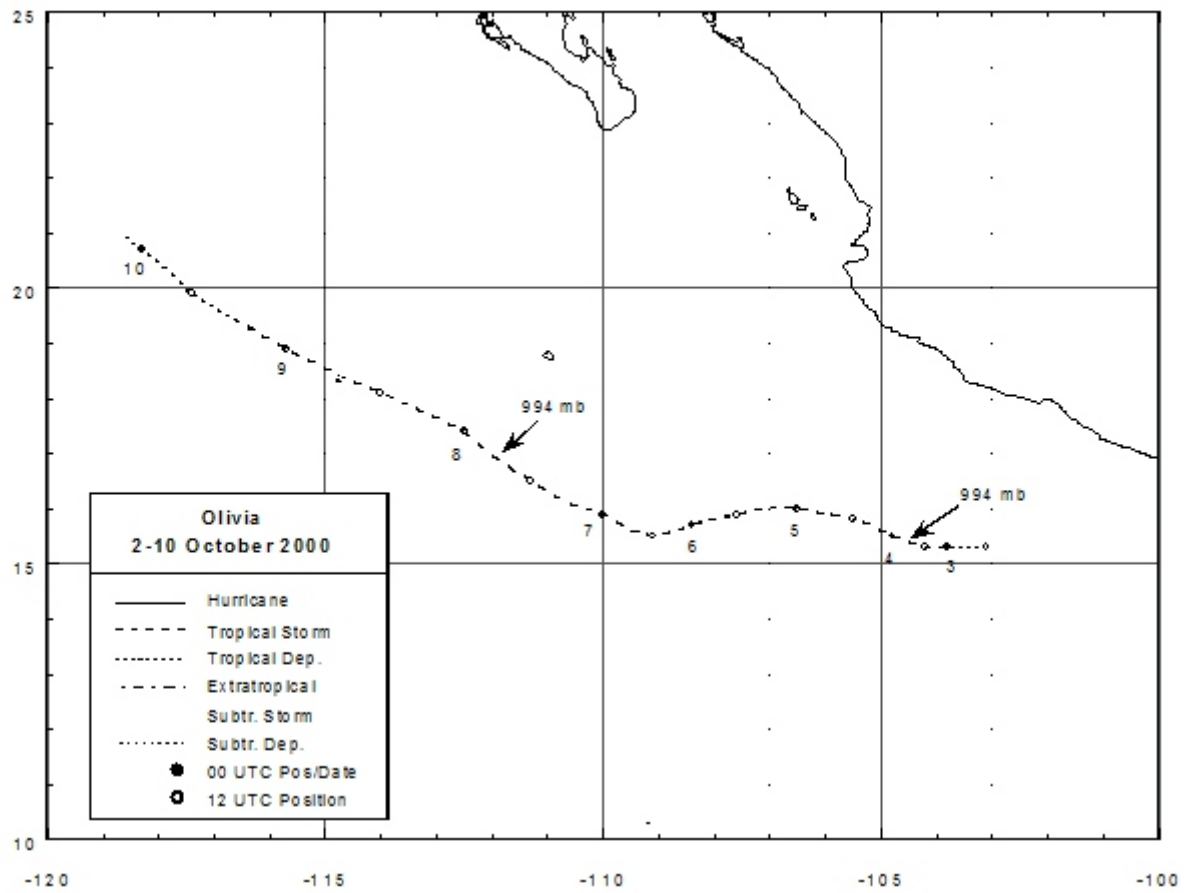 25
10
20
9
994 mb
8
994 mb
7
6
5
4
3
15
Olivia
2-10 October 2000
Hurricane
Tropical Storm
Tropical Dep.
Extratropical
Subtr. Storm
Subtr. Dep.
00 UTC Pos/Date
12 UTC Position
10
-120
-115
-110
-105
-100